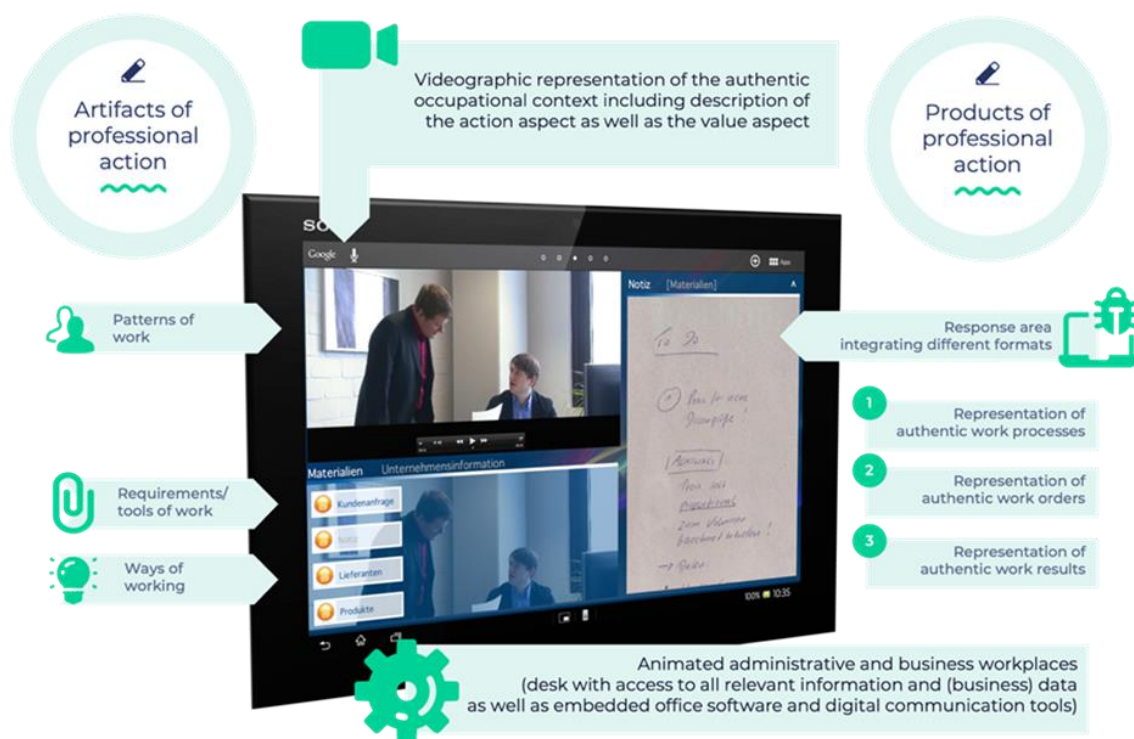 Artifacts of
professional
action
Videographic representation of the authentic
occupational context including description of
the action aspect as well as the value aspect
Products of
professional
action
SO
Google
Apps
Notiz [Materialien]
To Do
Patterns of
work
Response area
integrating different formats
1
Representation of
authentic work processes
Materialien Unternehmensinformation
Kundenanfrage
Notiz
Lieferanten
Produkte
Requirements/
tools of work
2
Representation of
authentic work orders
Ways of
working
3
Representation of
authentic work results
100% 10:35
Animated administrative and business workplaces
(desk with access to all relevant information and (business) data
as well as embedded office software and digital communication tools)